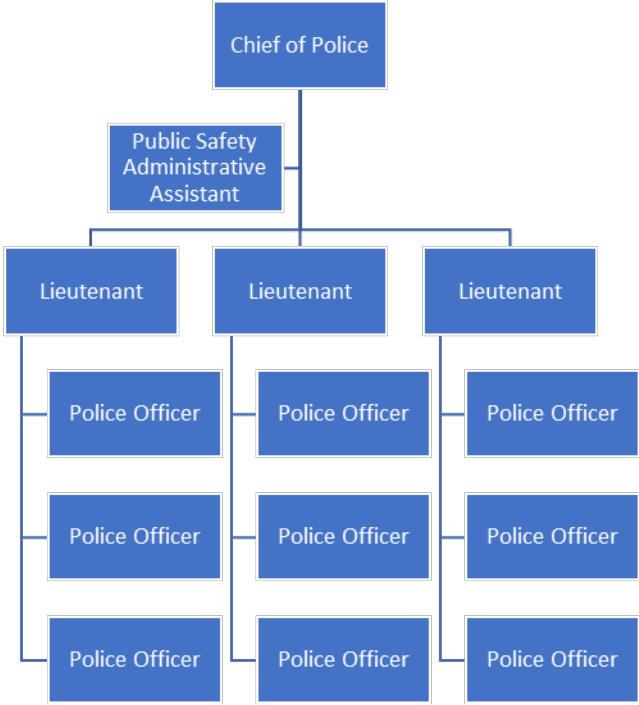 Chief of Police
Public Safety
Administrative
Assistant
Lieutenant
Lieutenant
Lieutenant
Police Officer
Police Officer
Police Officer
Police Officer
Police Officer
Police Officer
Police Officer
Police Officer
Police Officer